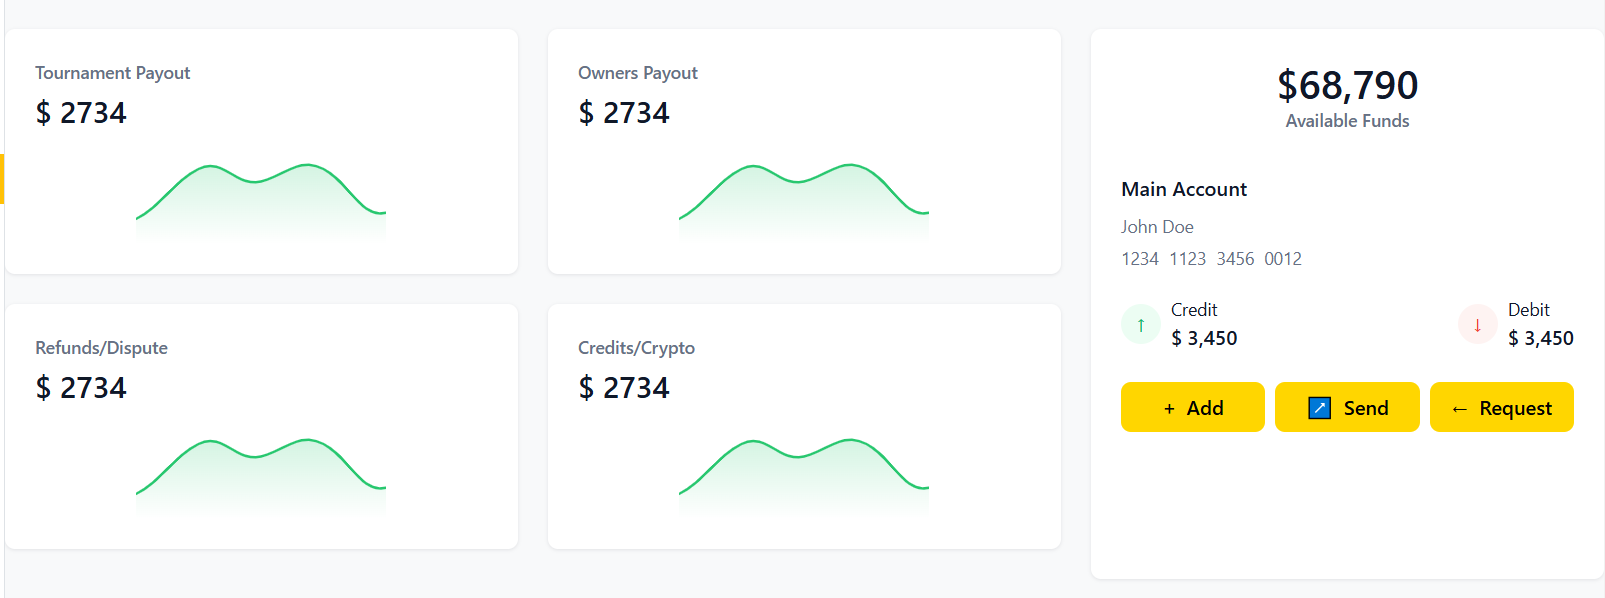 Tournament Payout
$ 2734
Owners Payout
$ 2734
Refunds/Dispute
$ 2734
Credits/Crypto
$ 2734
$68,790
Available Funds
Main Account
John Doe
1234 1123 3456 0012
↑ Credit
$ 3,450
↓ Debit
$ 3,450
+ Add
↗ Send
← Request